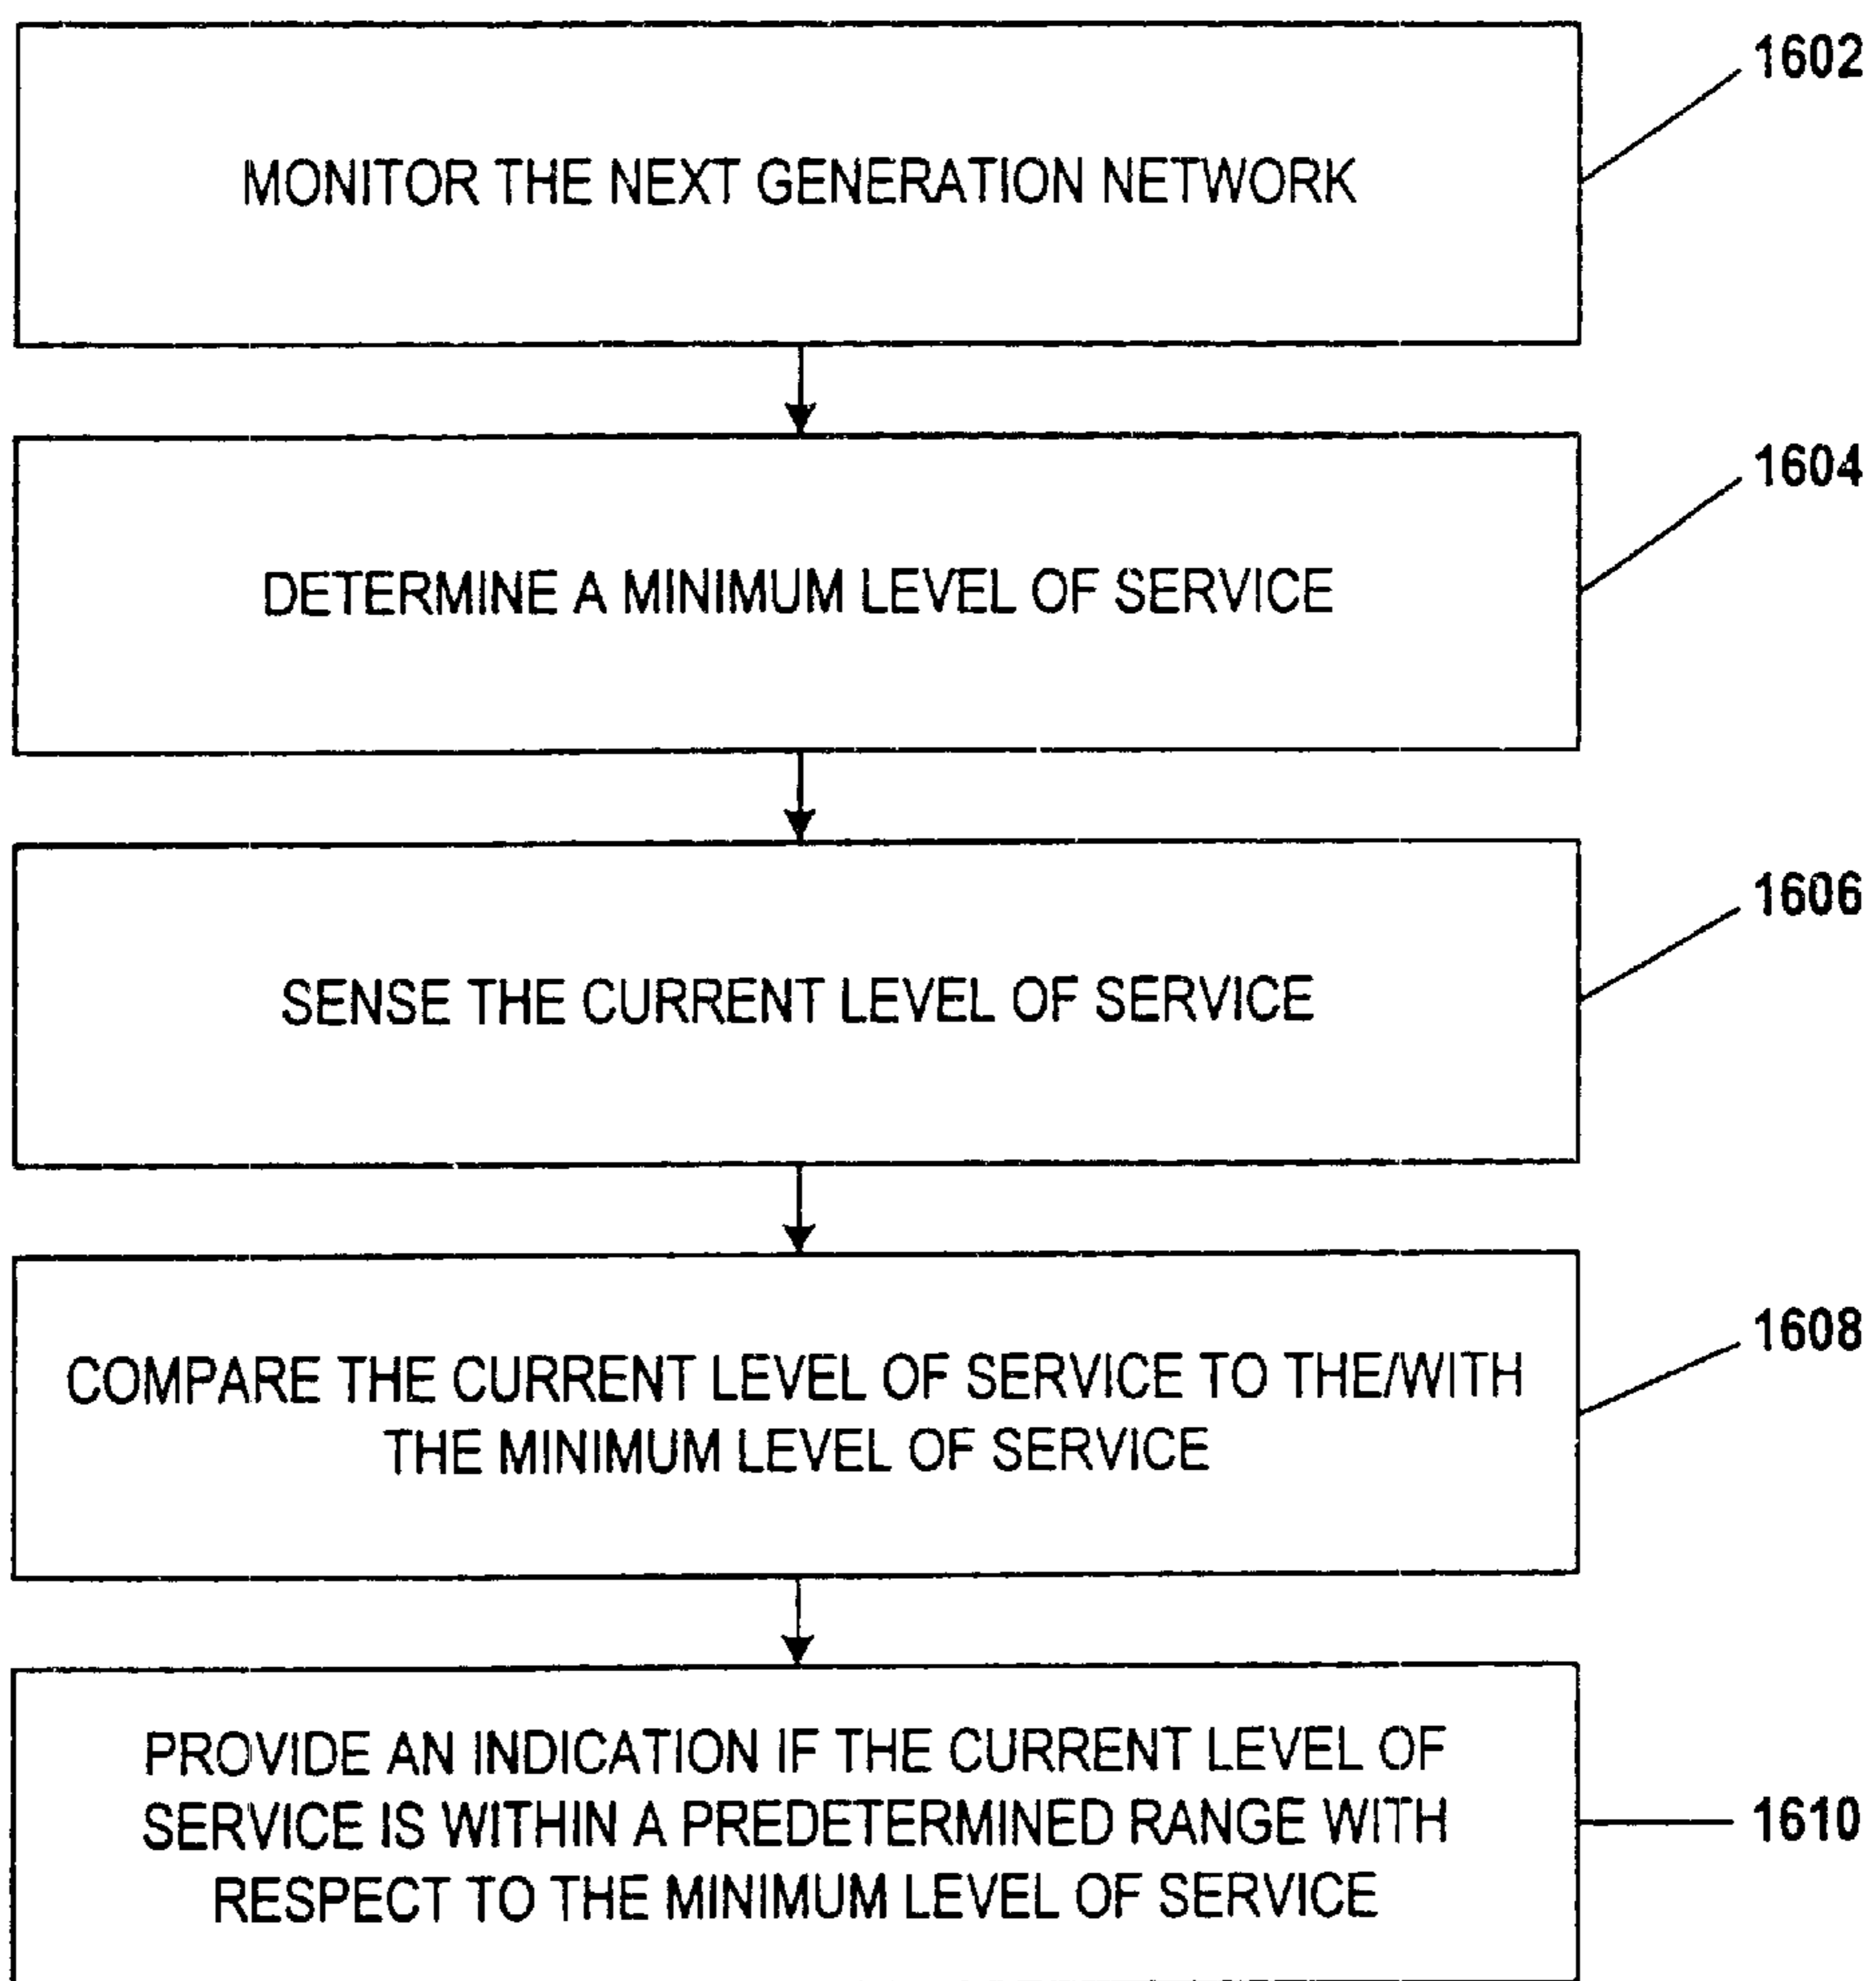 1602
MONITOR THE NEXT GENERATION NETWORK
1604
DETERMINE A MINIMUM LEVEL OF SERVICE
1606
SENSE THE CURRENT LEVEL OF SERVICE
1608
COMPARE THE CURRENT LEVEL OF SERVICE TO THE/WITH
THE MINIMUM LEVEL OF SERVICE
PROVIDE AN INDICATION IF THE CURRENT LEVEL OF
SERVICE IS WITHIN A PREDETERMINED RANGE WITH
1610
RESPECT TO THE MINIMUM LEVEL OF SERVICE